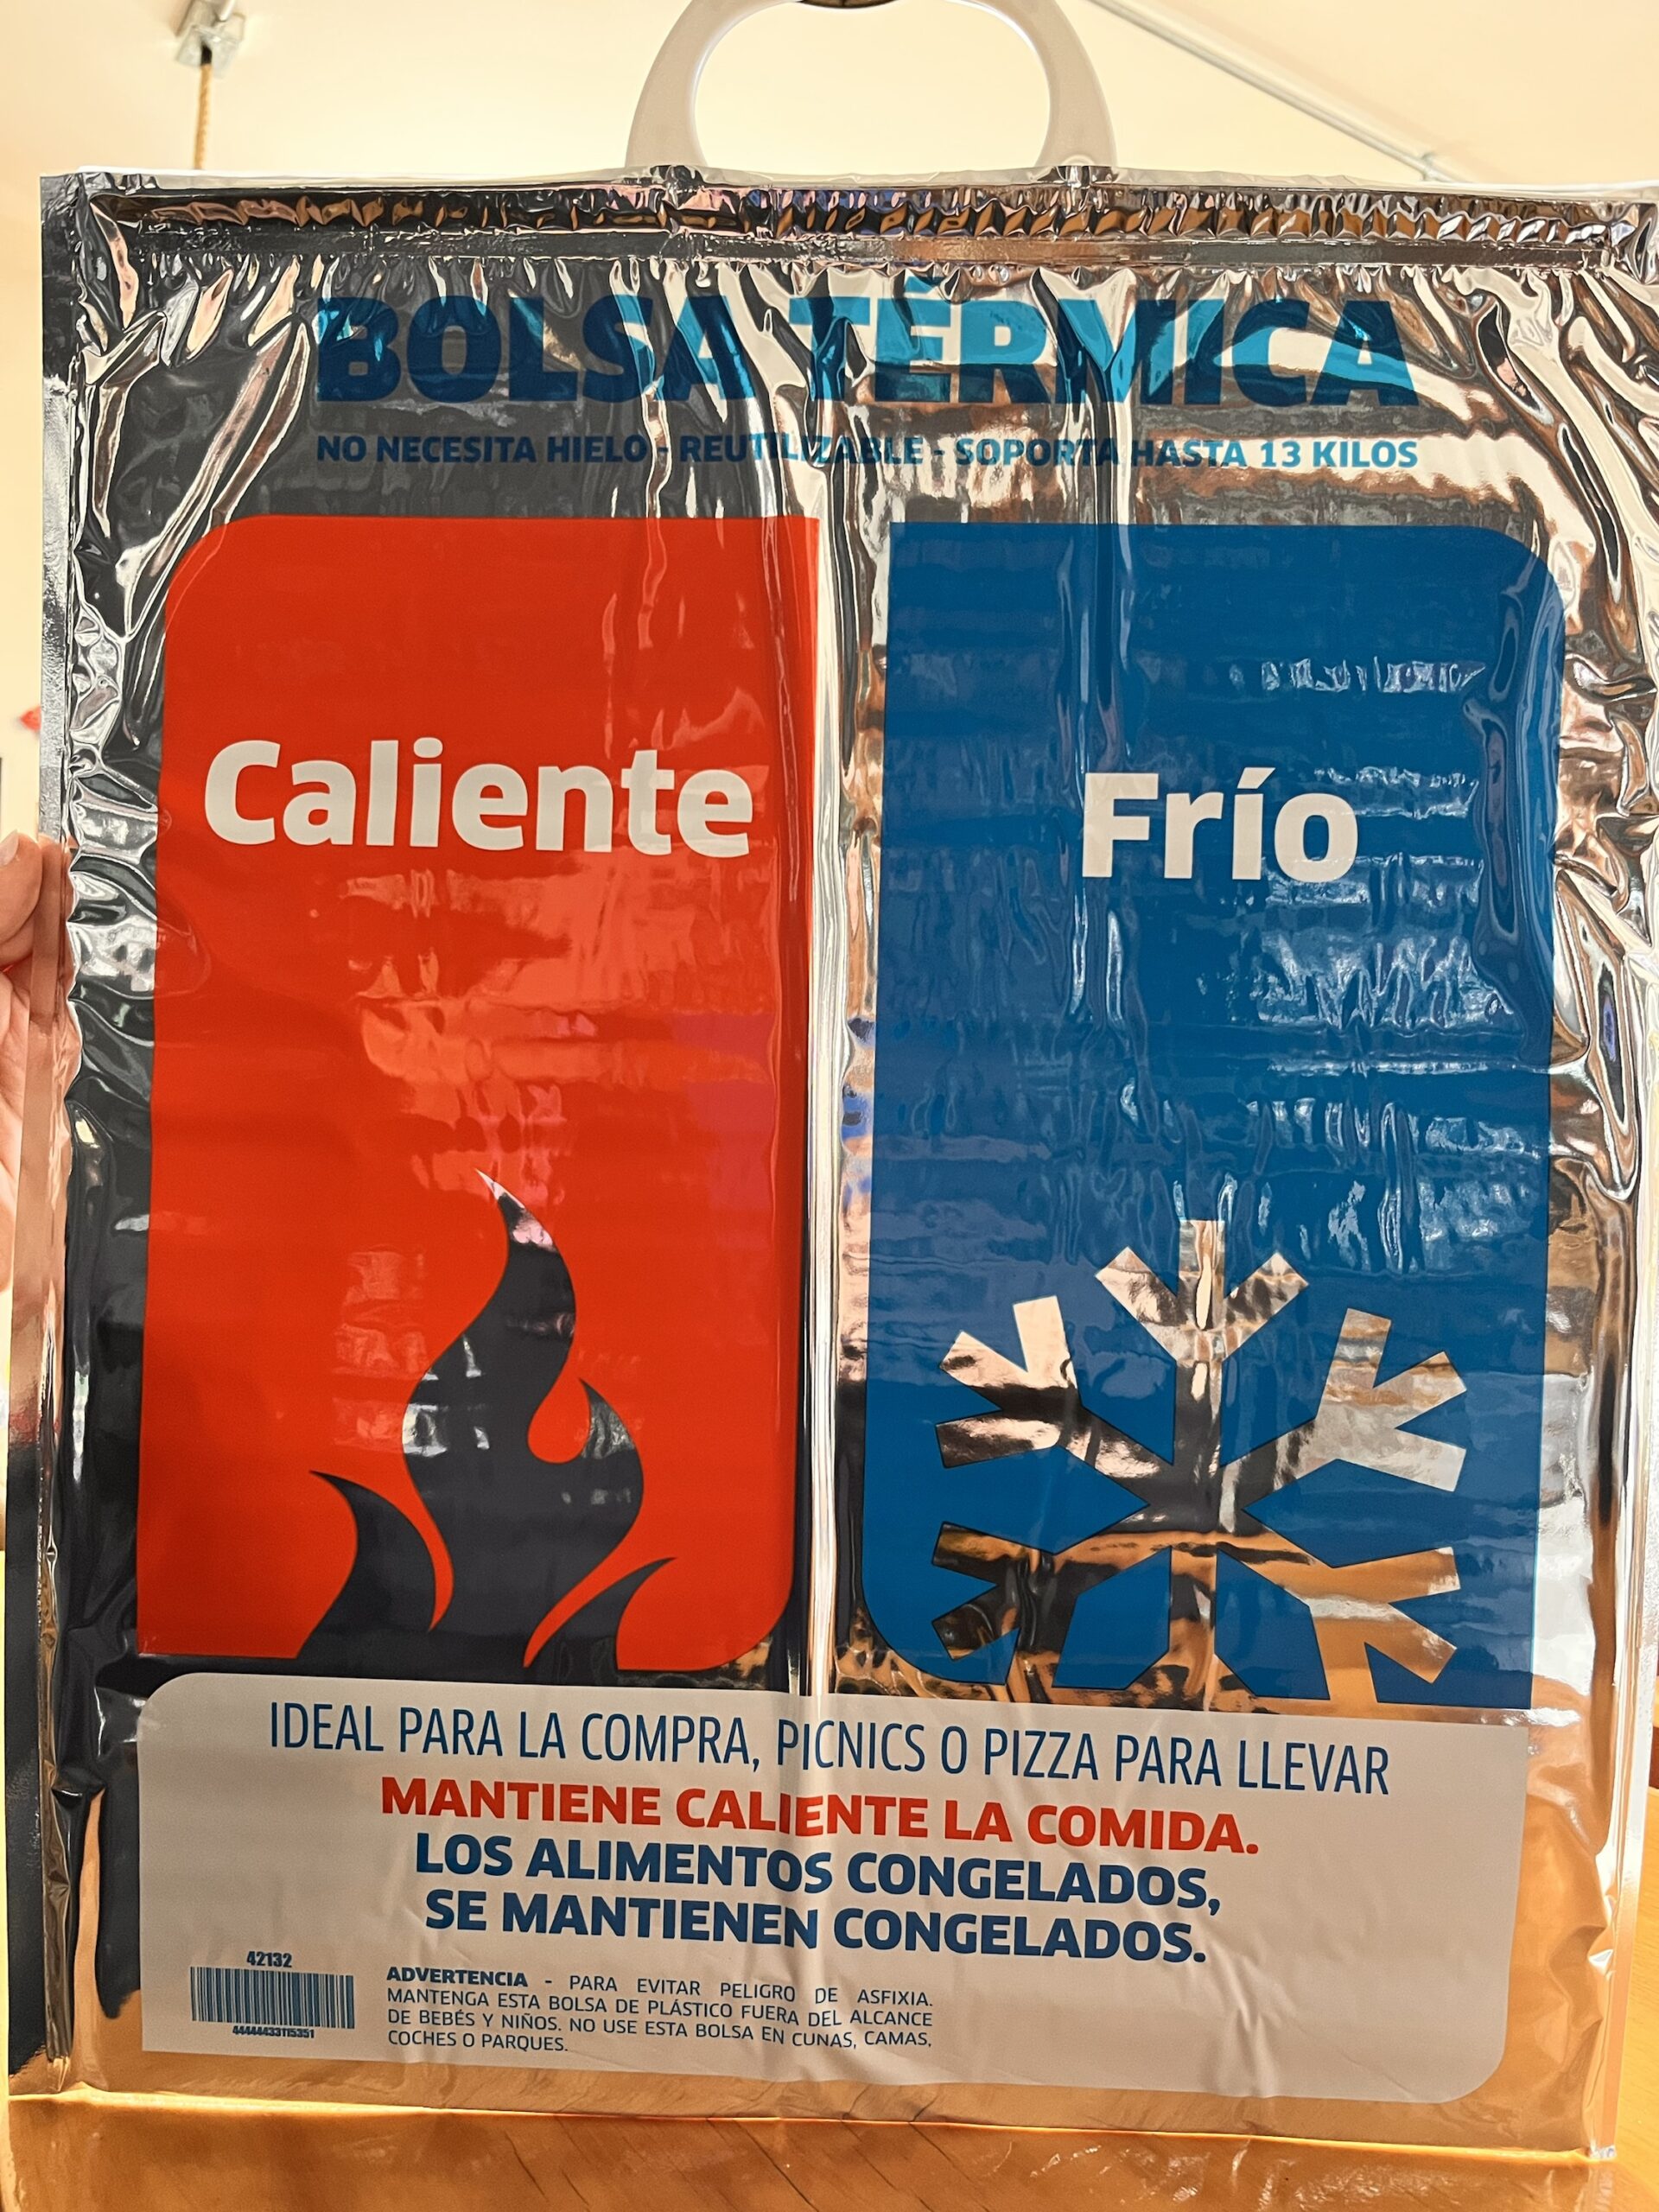 BOLSA TÉRMICA
NO NECESITA HIELO - REUTILIZABLE - SOPORTA HASTA 13 KILOS
Caliente
Frío
IDEAL PARA LA COMPRA, PICNICS O PIZZA PARA LLEVAR
MANTIENE CALIENTE LA COMIDA.
LOS ALIMENTOS CONGELADOS,
SE MANTIENEN CONGELADOS.
42132
44444433115351
ADVERTENCIA - PARA EVITAR PELIGRO DE ASFIXIA.
MANTENGA ESTA BOLSA DE PLÁSTICO FUERA DEL ALCANCE
DE BEBÉS Y NIÑOS. NO USE ESTA BOLSA EN CUNAS, CAMAS,
COCHES O PARQUES.